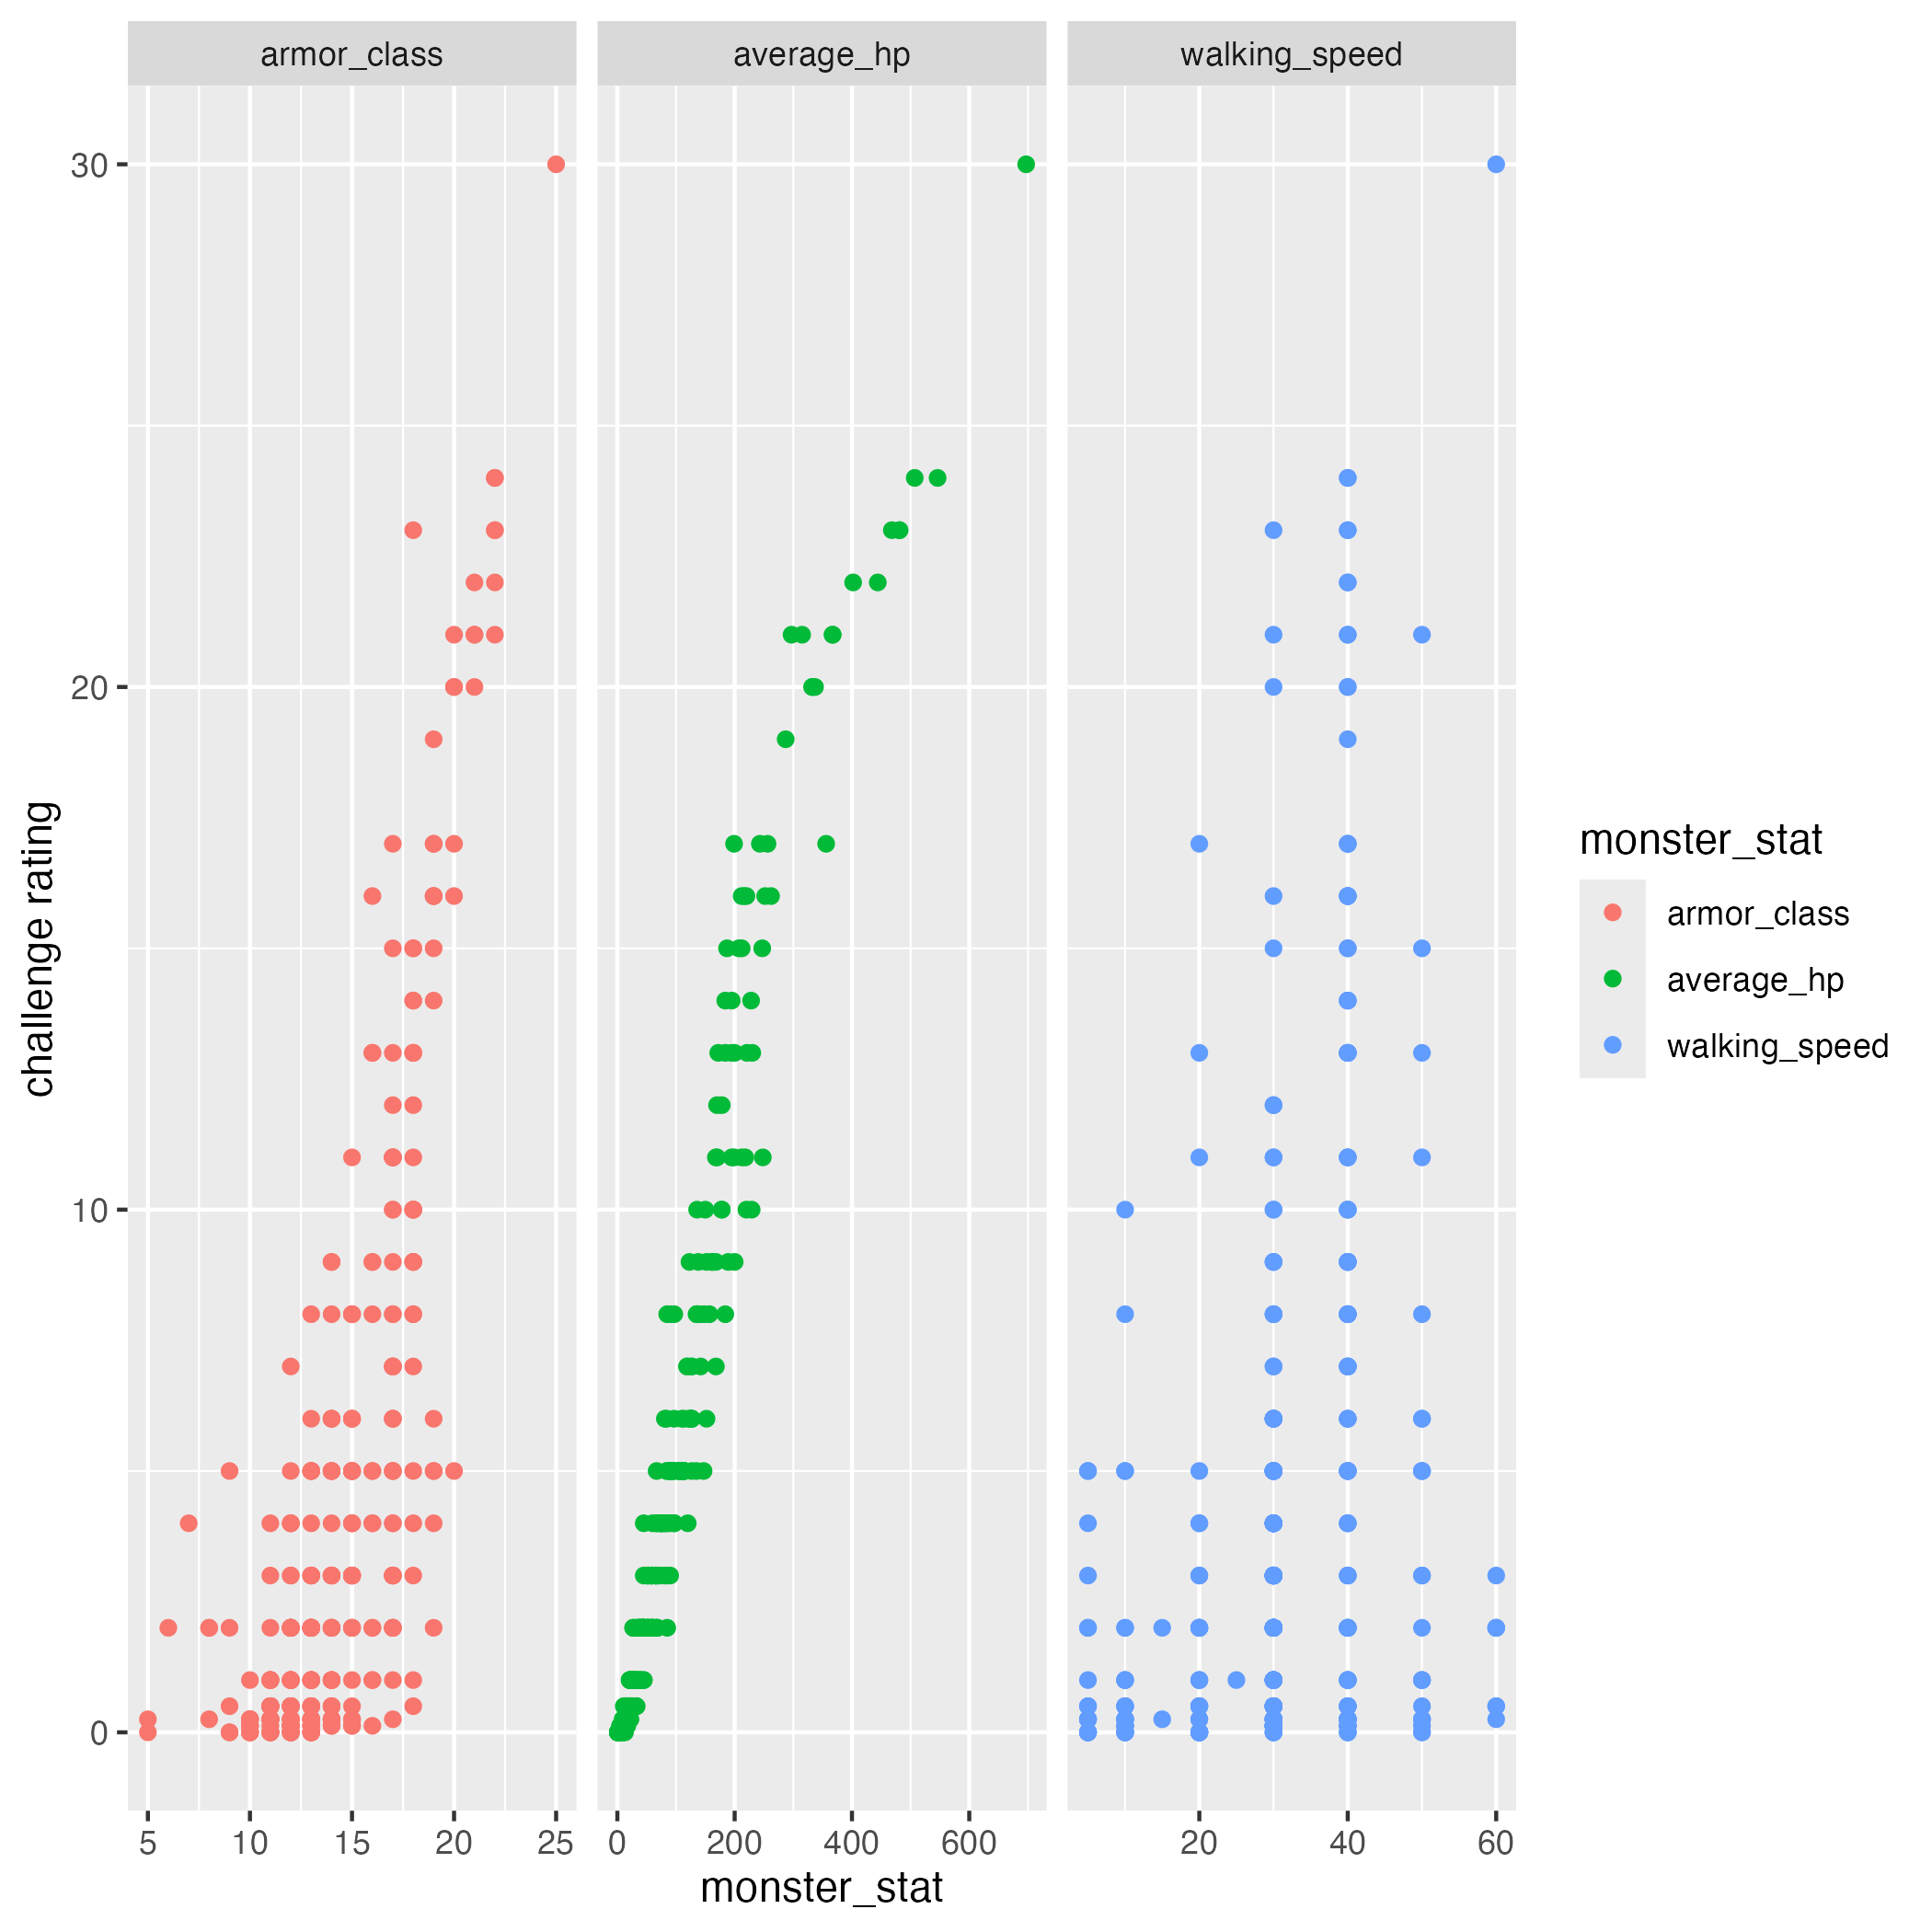 armor_class average_hp walking_speed
30
20
10
0
challenge rating
5 10 15 20 25 0 200 400 600 20 40 60
monster_stat
monster_stat
armor_class
average_hp
walking_speed